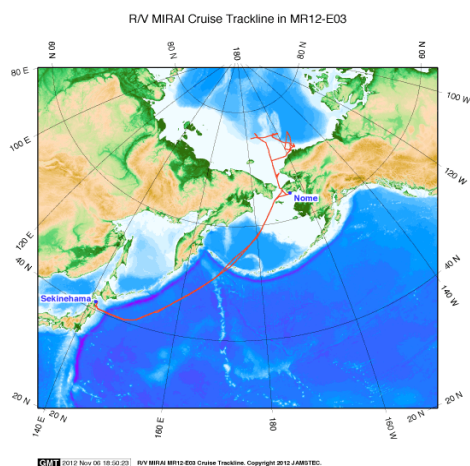 R/V MIRAI Cruise Trackline in MR12-E03
60 N
80 N
180
80 N
60 N
80 E
100 W
100 E
120 W
Nome
120 E
40 N
40 N
140 W
Sekinehama
20 N
20 N
140 E
20 N
160 E
180
160 W
20 N
GMT 2012 Nov 06 18:50:23 R/V MIRAI MR12-E03 Cruise Trackline. Copyright 2012 JAMSTEC.